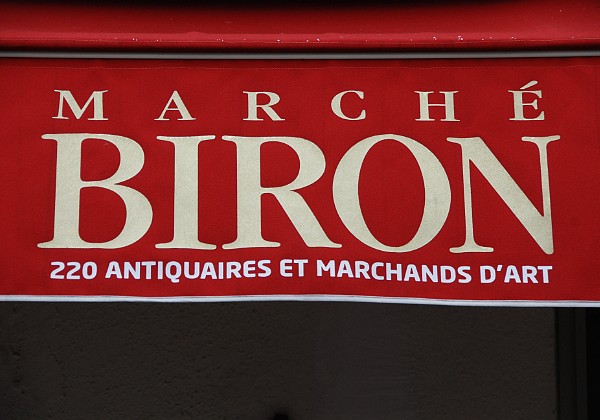 MARCHÉ
BIRON
220 ANTIQUAIRES ET MARCHANDS D'ART